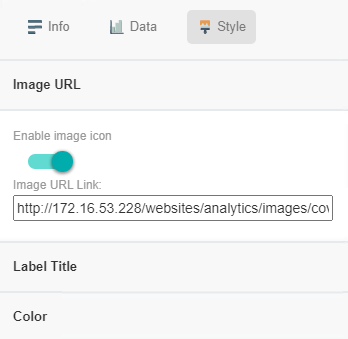 Info Data Style
Image URL
Enable image icon
Image URL Link:
http://172.16.53.228/websites/analytics/images/cov
Label Title
Color